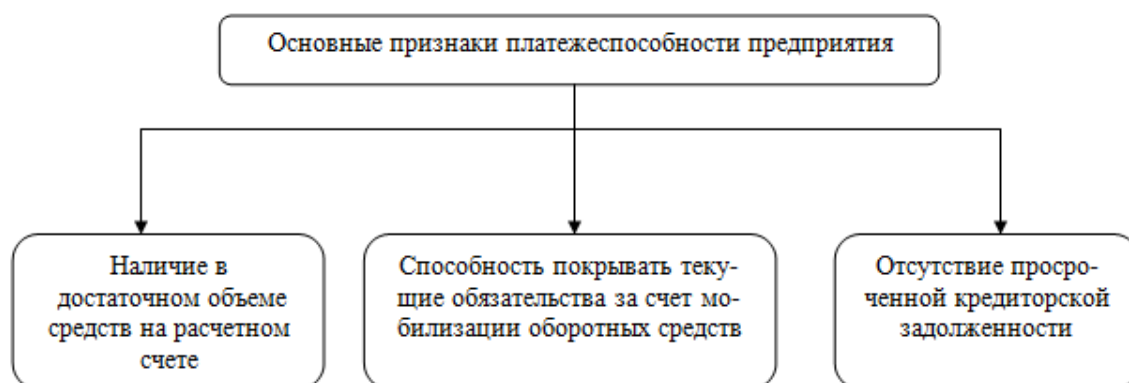 Основные признаки платежеспособности предприятия
Наличие в
достаточном объеме
средств на расчетном
счете
Способность покрывать теку-
щие обязательства за счет мо-
билизации оборотных средств
Отсутствие просро-
ченной кредиторской
задолженности